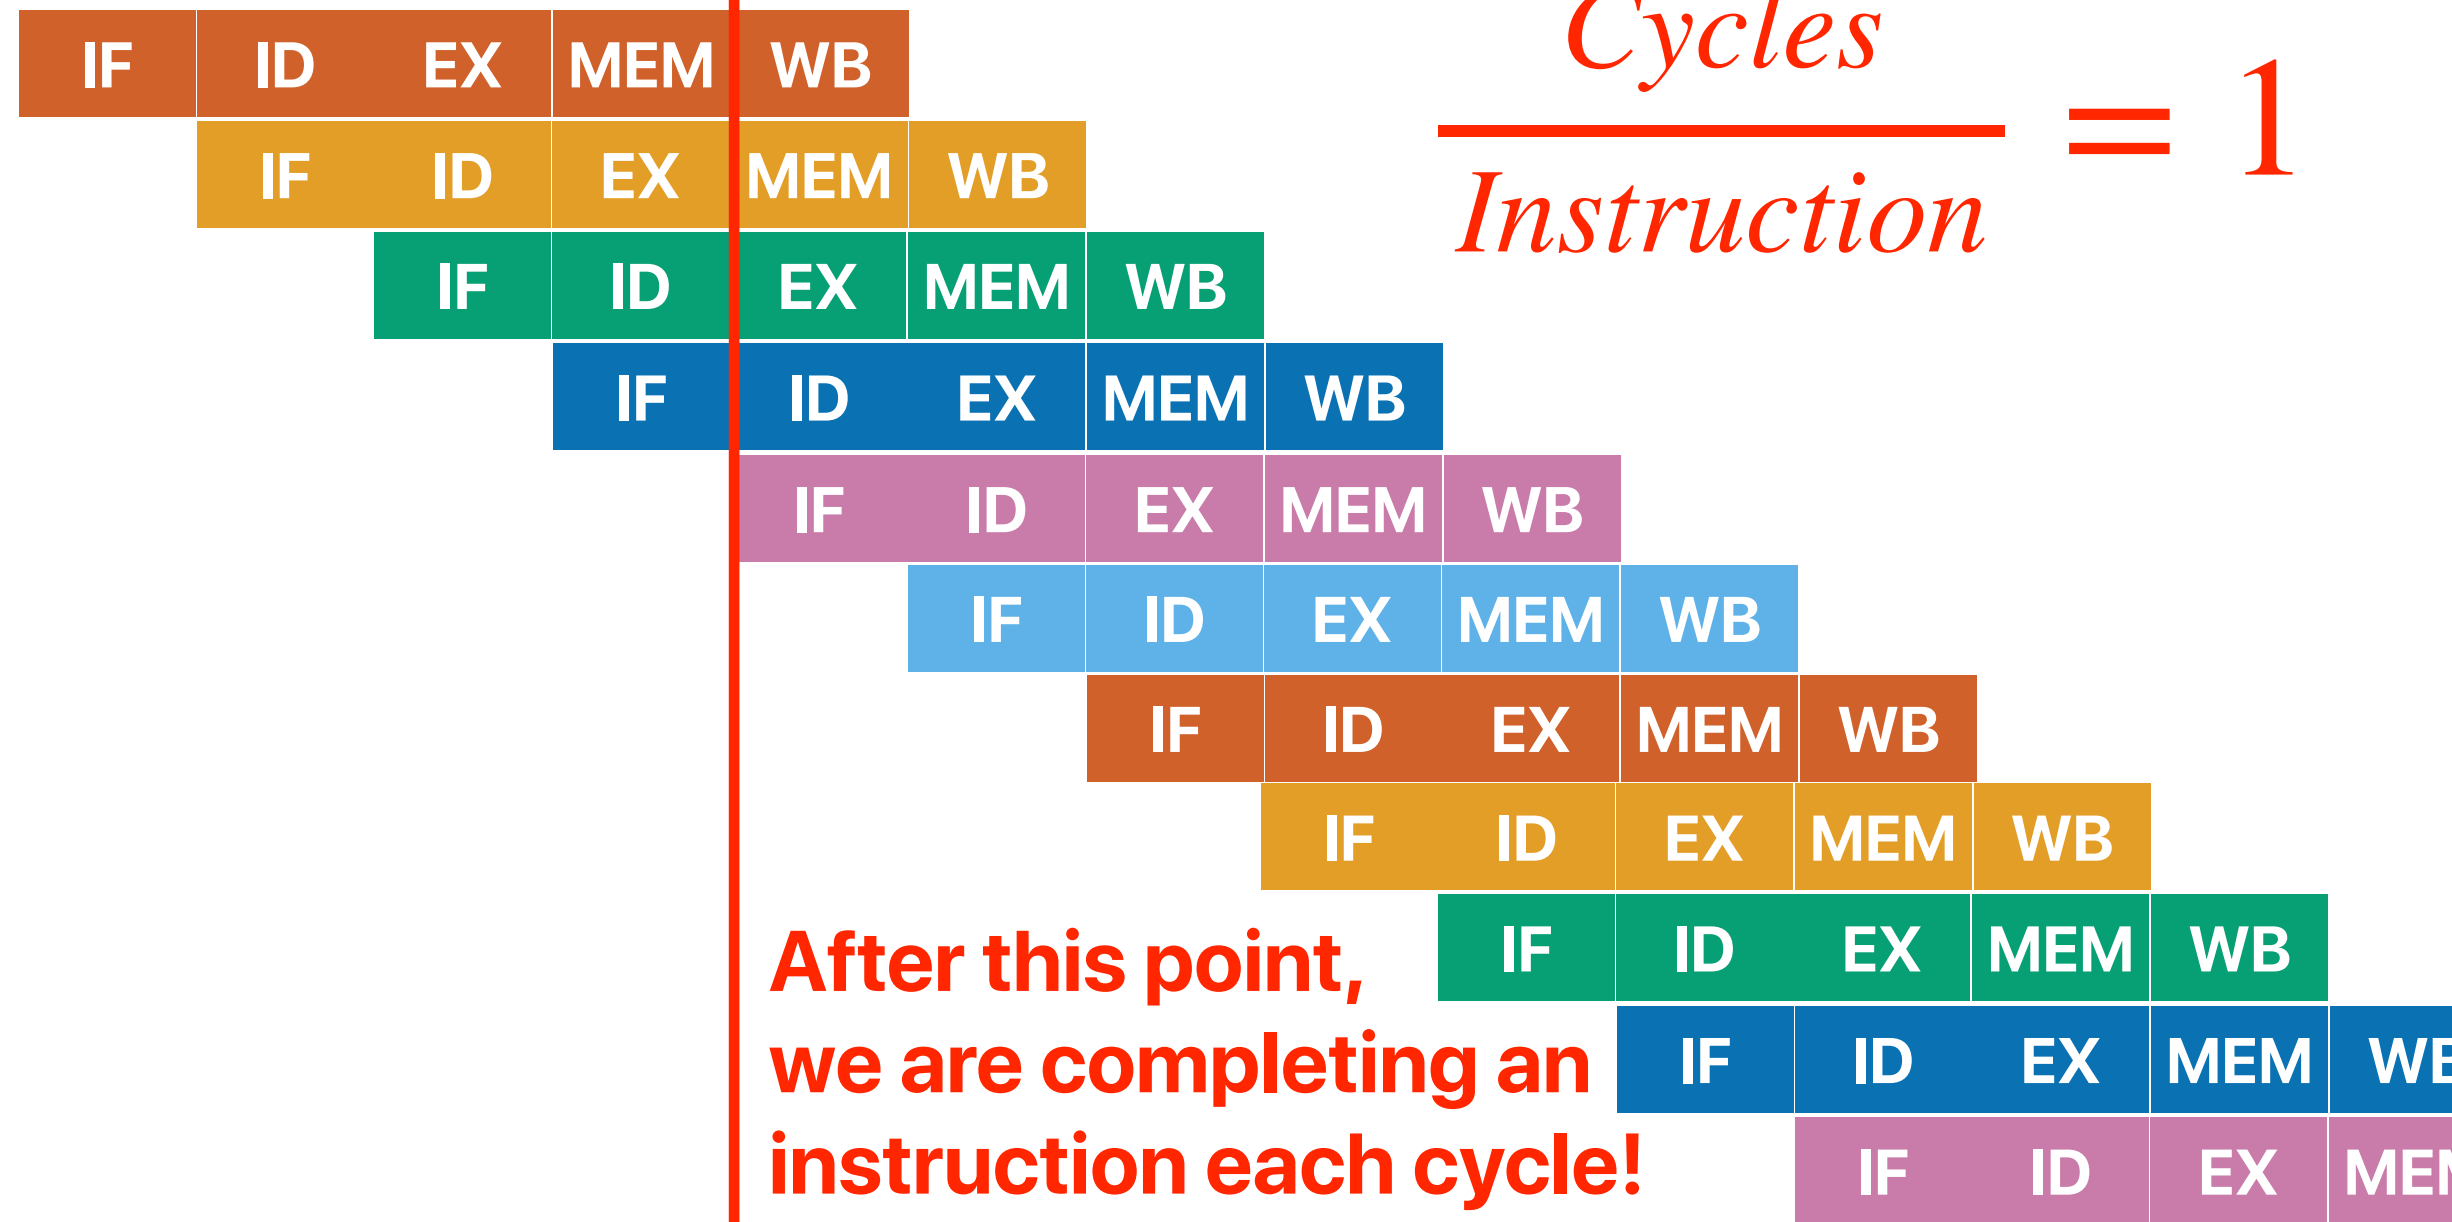 IF ID EX MEM WB
Cycles
Instruction
= 1
IF ID EX MEM WB
IF ID EX MEM WB
IF ID EX MEM WB
IF ID EX MEM WB
IF ID EX MEM WB
IF ID EX MEM WB
IF ID EX MEM WB
IF ID EX MEM WB
IF ID EX MEM WB
IF ID EX
After this point,
we are completing an
instruction each cycle!